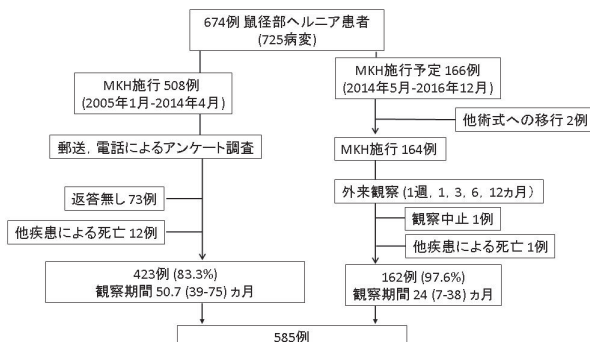 674例 鼠径部ヘルニア患者
(725病変)
MKH施行 508例
(2005年1月-2014年4月)
MKH施行予定 166例
(2014年5月-2016年12月)
他術式への移行 2例
郵送，電話によるアンケート調査
MKH施行 164例
返答無し 73例
外来観察 (1週，1，3，6，12ヵ月）
観察中止 1例
他疾患による死亡 12例
他疾患による死亡 1例
423例 (83.3%)
観察期間 50.7 (39-75) ヵ月
162例 (97.6%)
観察期間 24 (7-38) ヵ月
585例